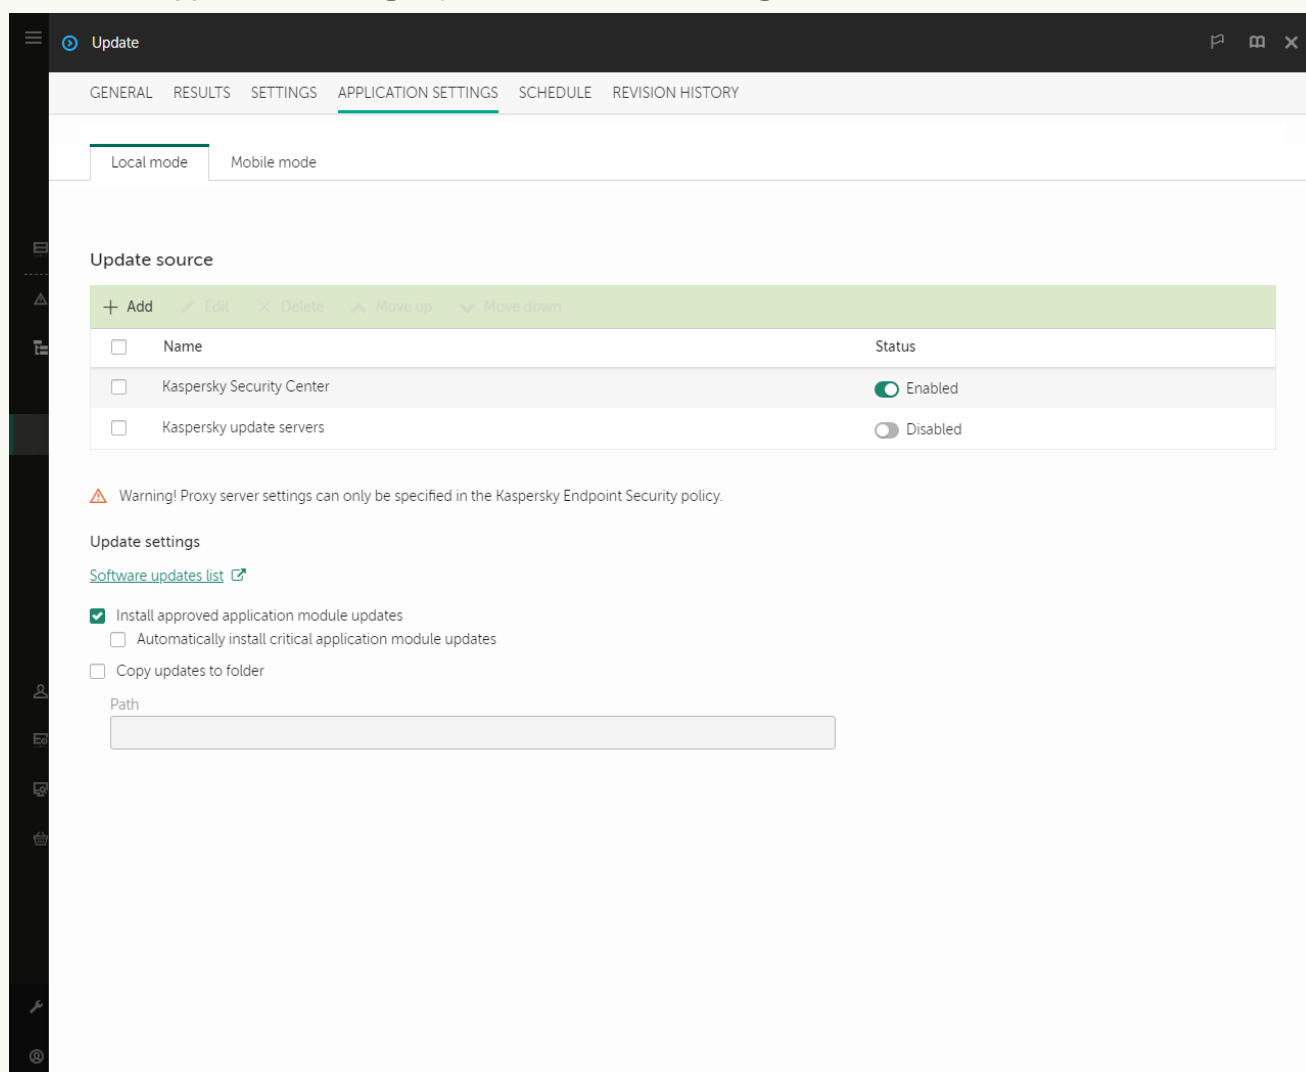 Update
GENERAL RESULTS SETTINGS APPLICATION SETTINGS SCHEDULE REVISION HISTORY
Local mode Mobile mode
Update source
+ Add Edit Delete Move up Move down
Name Status
Kaspersky Security Center Enabled
Kaspersky update servers Disabled
Warning! Proxy server settings can only be specified in the Kaspersky Endpoint Security policy.
Update settings
Software updates list
Install approved application module updates
Automatically install critical application module updates
Copy updates to folder
Path